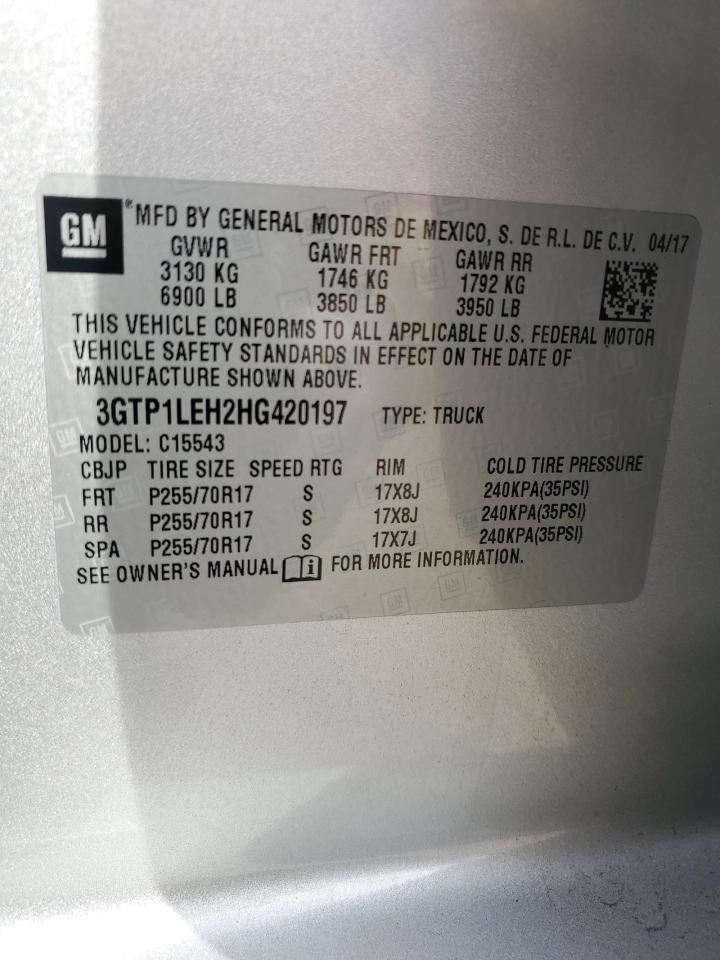 GM ® MFD BY GENERAL MOTORS DE MEXICO, S. DE R.L. DE C.V. 04/17
GVWR GAWR FRT GAWR RR
3130 KG 1746 KG 1792 KG
6900 LB 3850 LB 3950 LB
THIS VEHICLE CONFORMS TO ALL APPLICABLE U.S. FEDERAL MOTOR
VEHICLE SAFETY STANDARDS IN EFFECT ON THE DATE OF
MANUFACTURE SHOWN ABOVE.
3GTP1LEH2HG420197 TYPE: TRUCK
MODEL: C15543
CBJP TIRE SIZE SPEED RTG RIM COLD TIRE PRESSURE
FRT P255/70R17 S 17X8J 240KPA(35PSI)
RR P255/70R17 S 17X8J 240KPA(35PSI)
SPA P255/70R17 S 17X7J 240KPA(35PSI)
SEE OWNER'S MANUAL i FOR MORE INFORMATION.